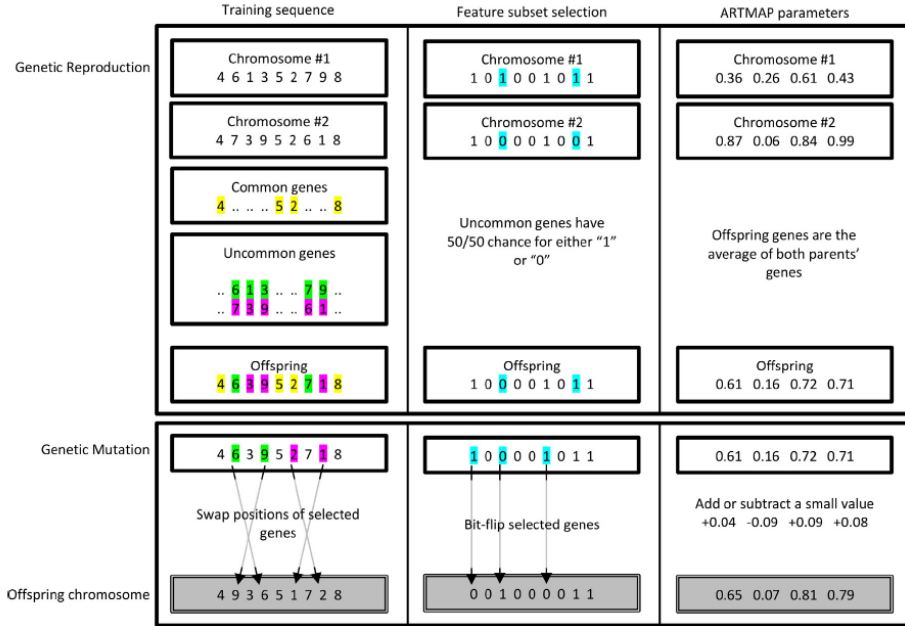 Training sequence
Feature subset selection
ARTMAP parameters
Genetic Reproduction
Chromosome #1
4 6 1 3 5 2 7 9 8
Chromosome #1
1 0 1 0 0 1 0 1 1
Chromosome #1
0.36 0.26 0.61 0.43
Chromosome #2
4 7 3 9 5 2 6 1 8
Chromosome #2
1 0 0 0 0 1 0 0 1
Chromosome #2
0.87 0.06 0.84 0.99
Common genes
4 .. .. .. 5 2 .. .. 8
Uncommon genes
.. 6 1 3 .. .. 7 9 ..
.. 7 3 9 .. .. 6 1 ..
Uncommon genes have
50/50 chance for either “1”
or “0”
Offspring genes are the
average of both parents’
genes
Offspring
4 6 3 9 5 2 7 1 8
Offspring
1 0 0 0 0 1 0 1 1
Offspring
0.61 0.16 0.72 0.71
Genetic Mutation
4 6 3 9 5 2 7 1 8
1 0 0 0 0 1 0 1 1
0.61 0.16 0.72 0.71
Swap positions of selected
genes
Bit-flip selected genes
Add or subtract a small value
+0.04 -0.09 +0.09 +0.08
Offspring chromosome
4 9 3 6 5 1 7 2 8
0 0 1 0 0 0 0 1 1
0.65 0.07 0.81 0.79